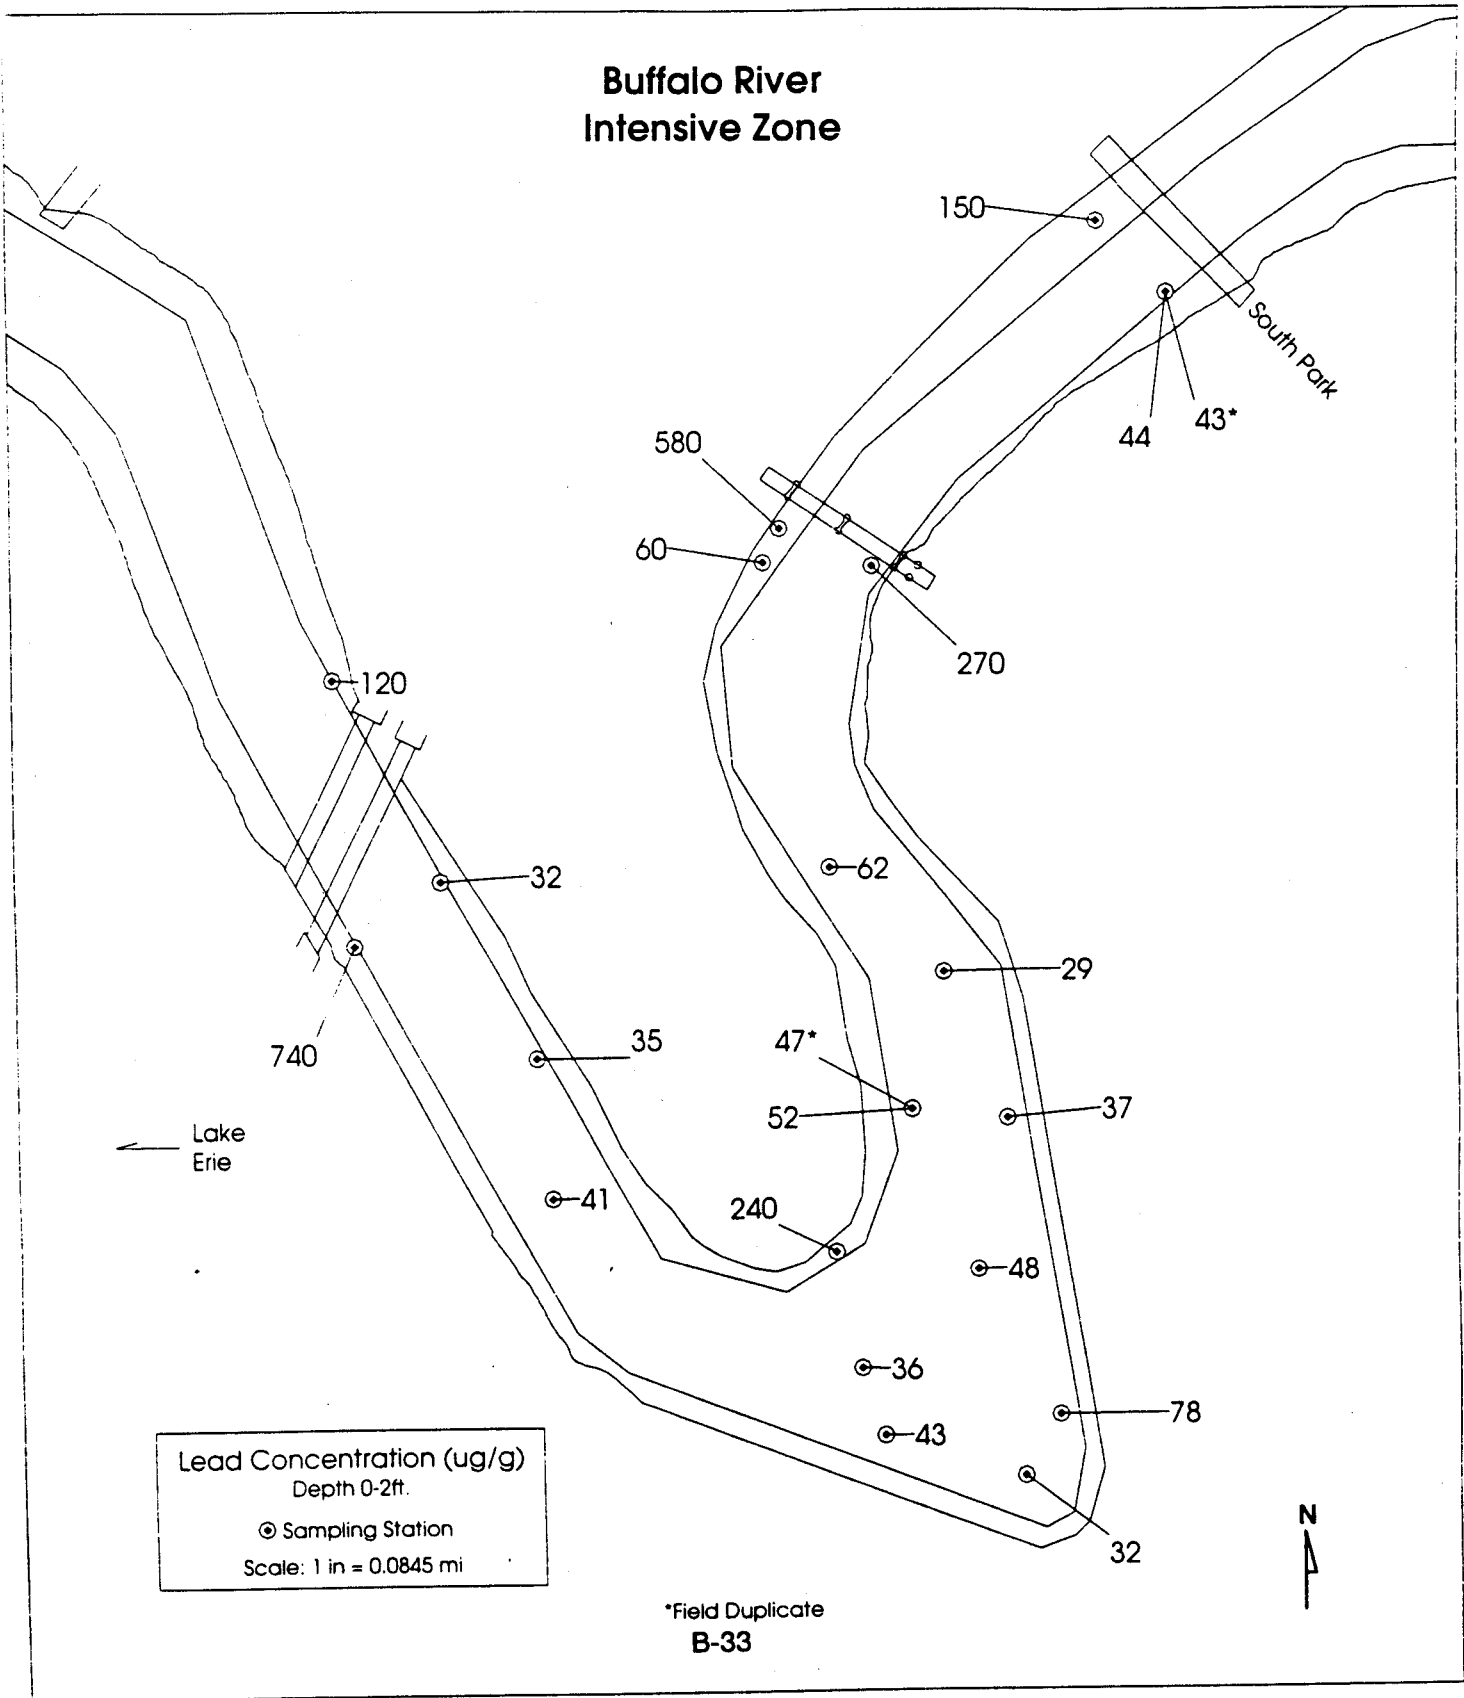 Buffalo River
Intensive Zone
150
South Park
43*
44
580
60
270
120
62
32
29
35
47*
740
52
37
Lake
Erie
41
240
48
36
78
43
Lead Concentration (ug/g)
Depth 0-2ft.
Sampling Station
Scale: 1 in = 0.0845 mi
N
32
*Field Duplicate
B-33